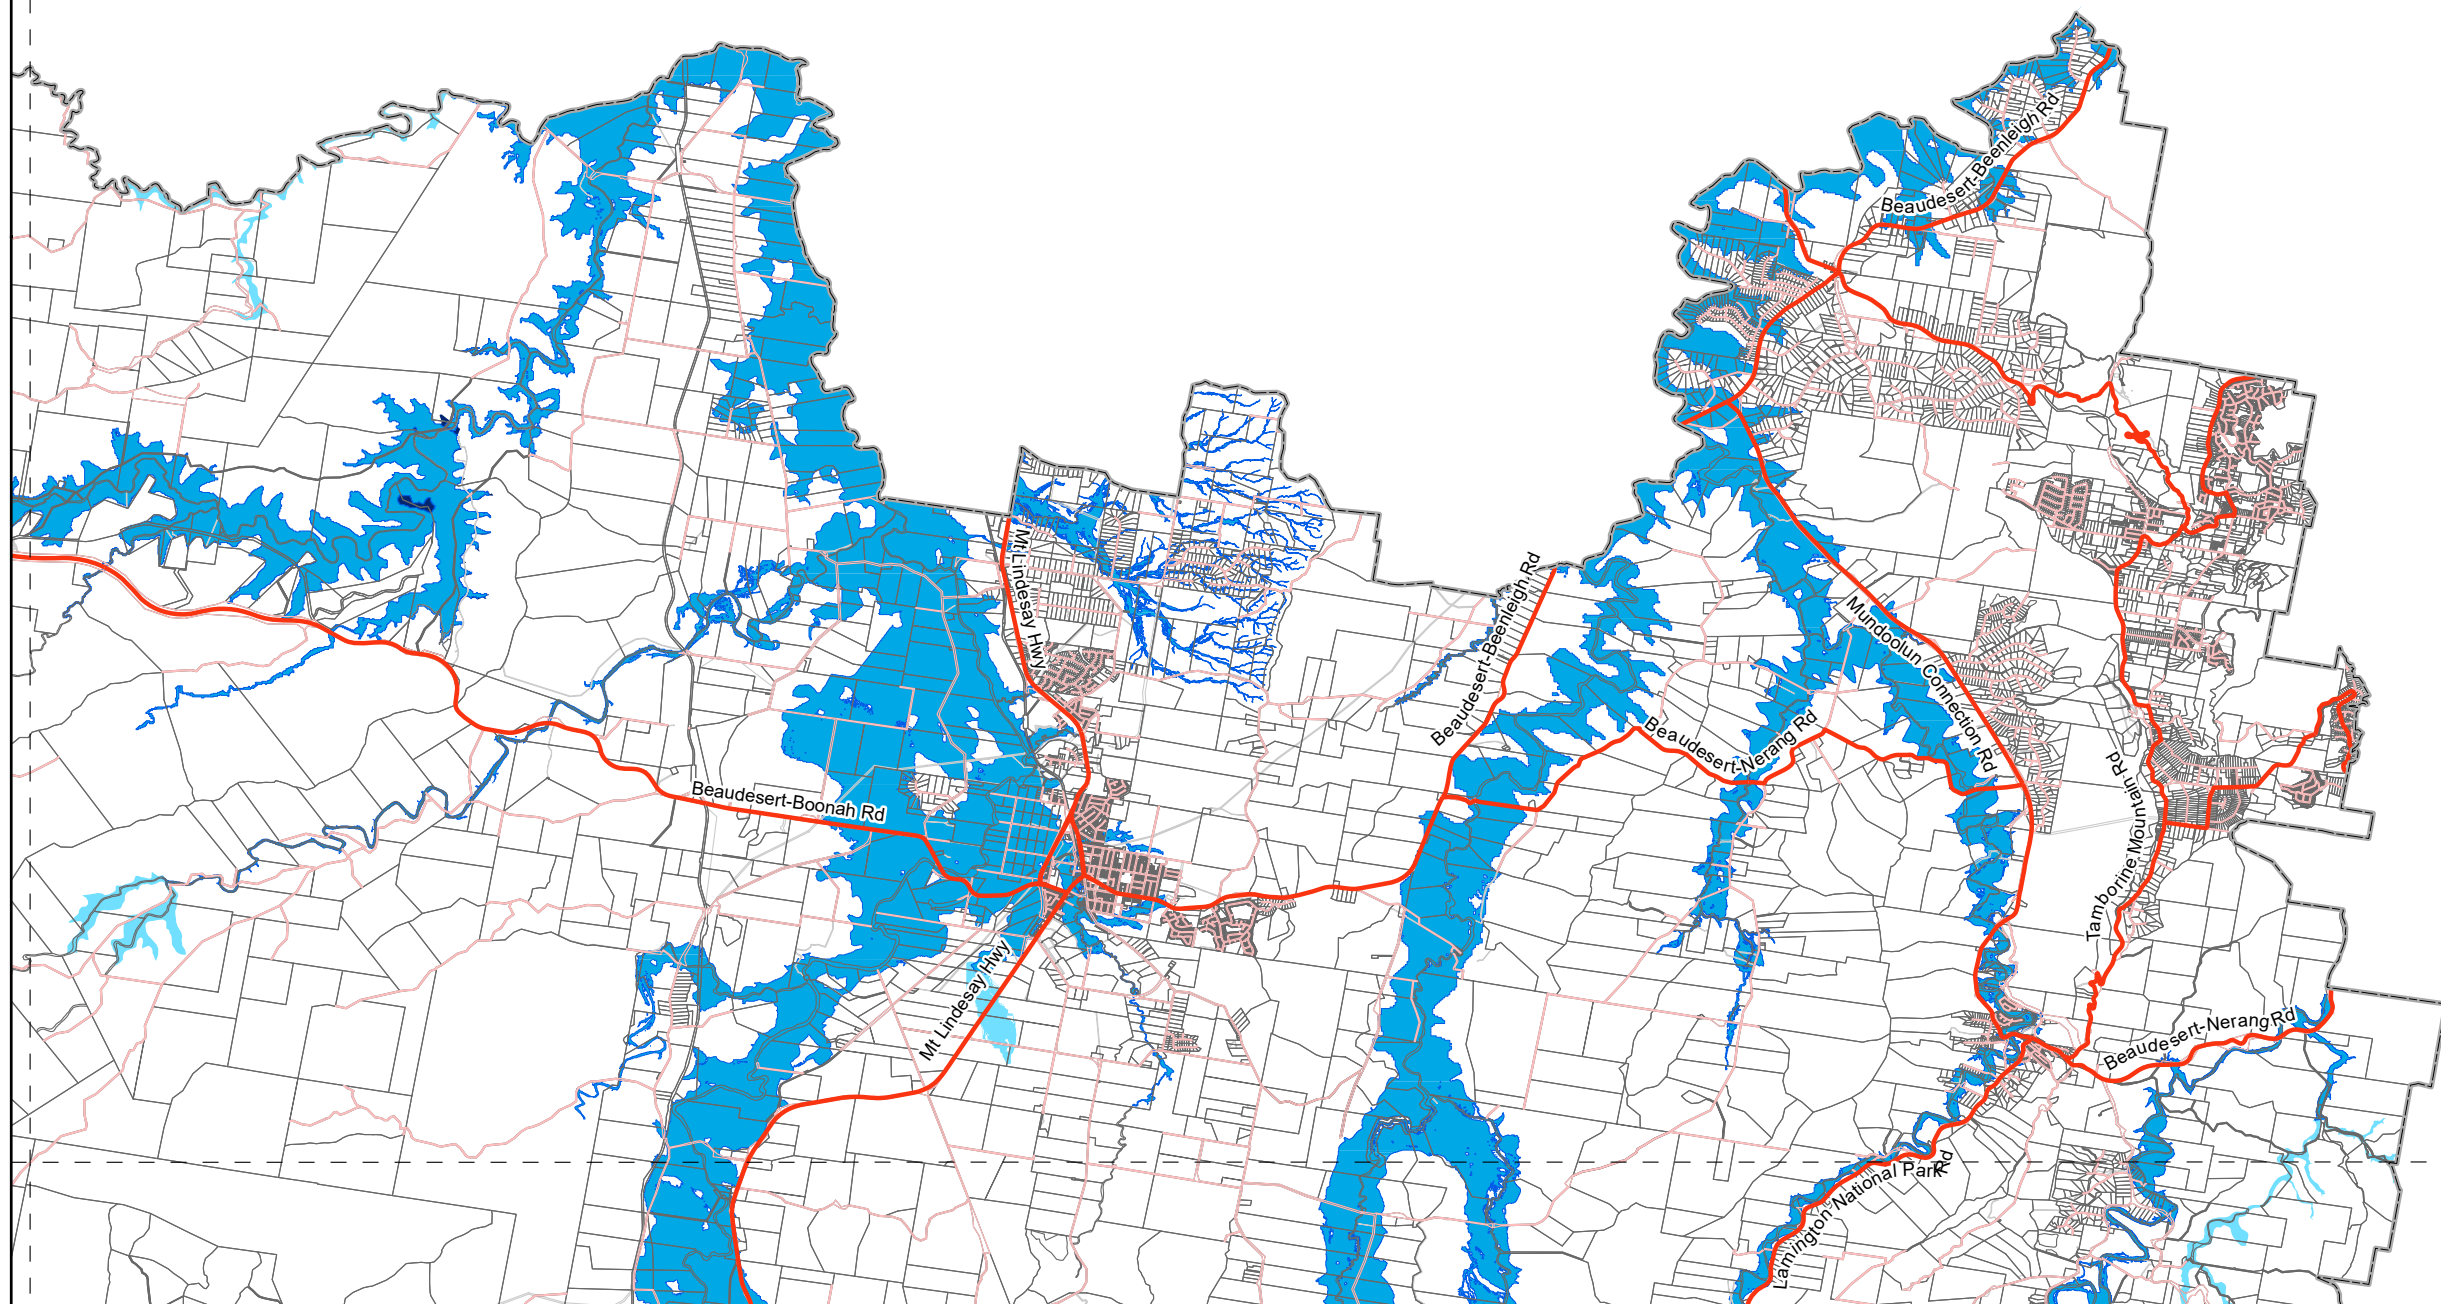 Beaudesert-Beenleigh Rd
Mt Lindesay Hwy
Beaudesert-Beenleigh Rd
Mundoolun Connection Rd
Beaudesert-Nerang Rd
Beaudesert-Boonah Rd
Tamborine Mountain Rd
Mt Lindesay Hwy
Beaudesert-Nerang Rd
Lamington National Park Rd